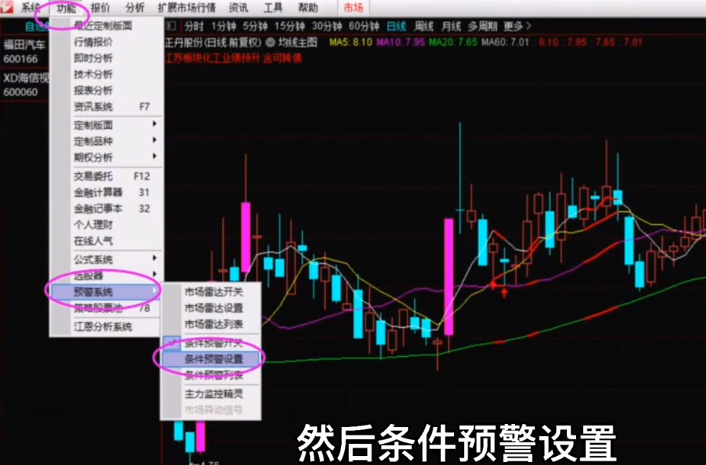 系统 功能 报价 分析 扩展市场行情 资讯 工具 帮助 市场
分时 1分钟 5分钟 15分钟 30分钟 60分钟 日线 周线 月线 多周期 更多
福田汽车
600166
XD海信视
600060
正丹股份(日线 前复权) 均线主图 MA5: 8.10 MA10: 7.95 MA20: 7.65 MA60: 7.01 : 8.10 : 7.95 : 7.65 : 7.01
江苏板块化工业绩预升 含可转债
最近定制版面
行情报价
即时分析
技术分析
报表分析
资讯系统 F7
定制版面
定制品种
期权分析
交易委托 F12
金融计算器 31
金融记事本 32
个人理财
在线人气
公式系统
选股器
预警系统
策略股票池 78
江恩分析系统
市场雷达开关
市场雷达设置
市场雷达列表
条件预警开关
条件预警设置
条件预警列表
主力监控精灵
市场异动信号
然后条件预警设置